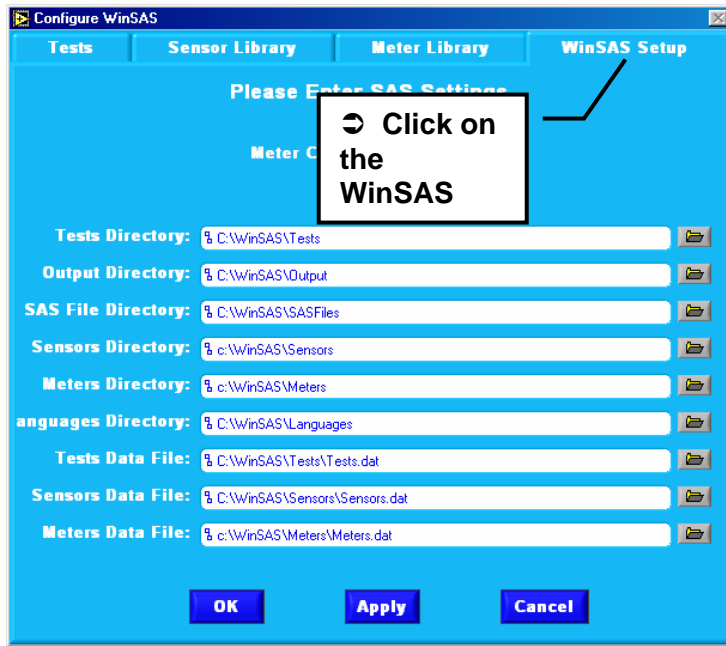 Configure WinSAS
Tests Sensor Library Meter Library WinSAS Setup
Please Enter SAS Settings
➲ Click on
the
WinSAS
Meter C
Tests Directory: C:\WinSAS\Tests
Output Directory: C:\WinSAS\Output
SAS File Directory: C:\WinSAS\SASFiles
Sensors Directory: c:\WinSAS\Sensors
Meters Directory: c:\WinSAS\Meters
anguages Directory: C:\WinSAS\Languages
Tests Data File: C:\WinSAS\Tests\Tests.dat
Sensors Data File: C:\WinSAS\Sensors\Sensors.dat
Meters Data File: c:\WinSAS\Meters\Meters.dat
OK Apply Cancel